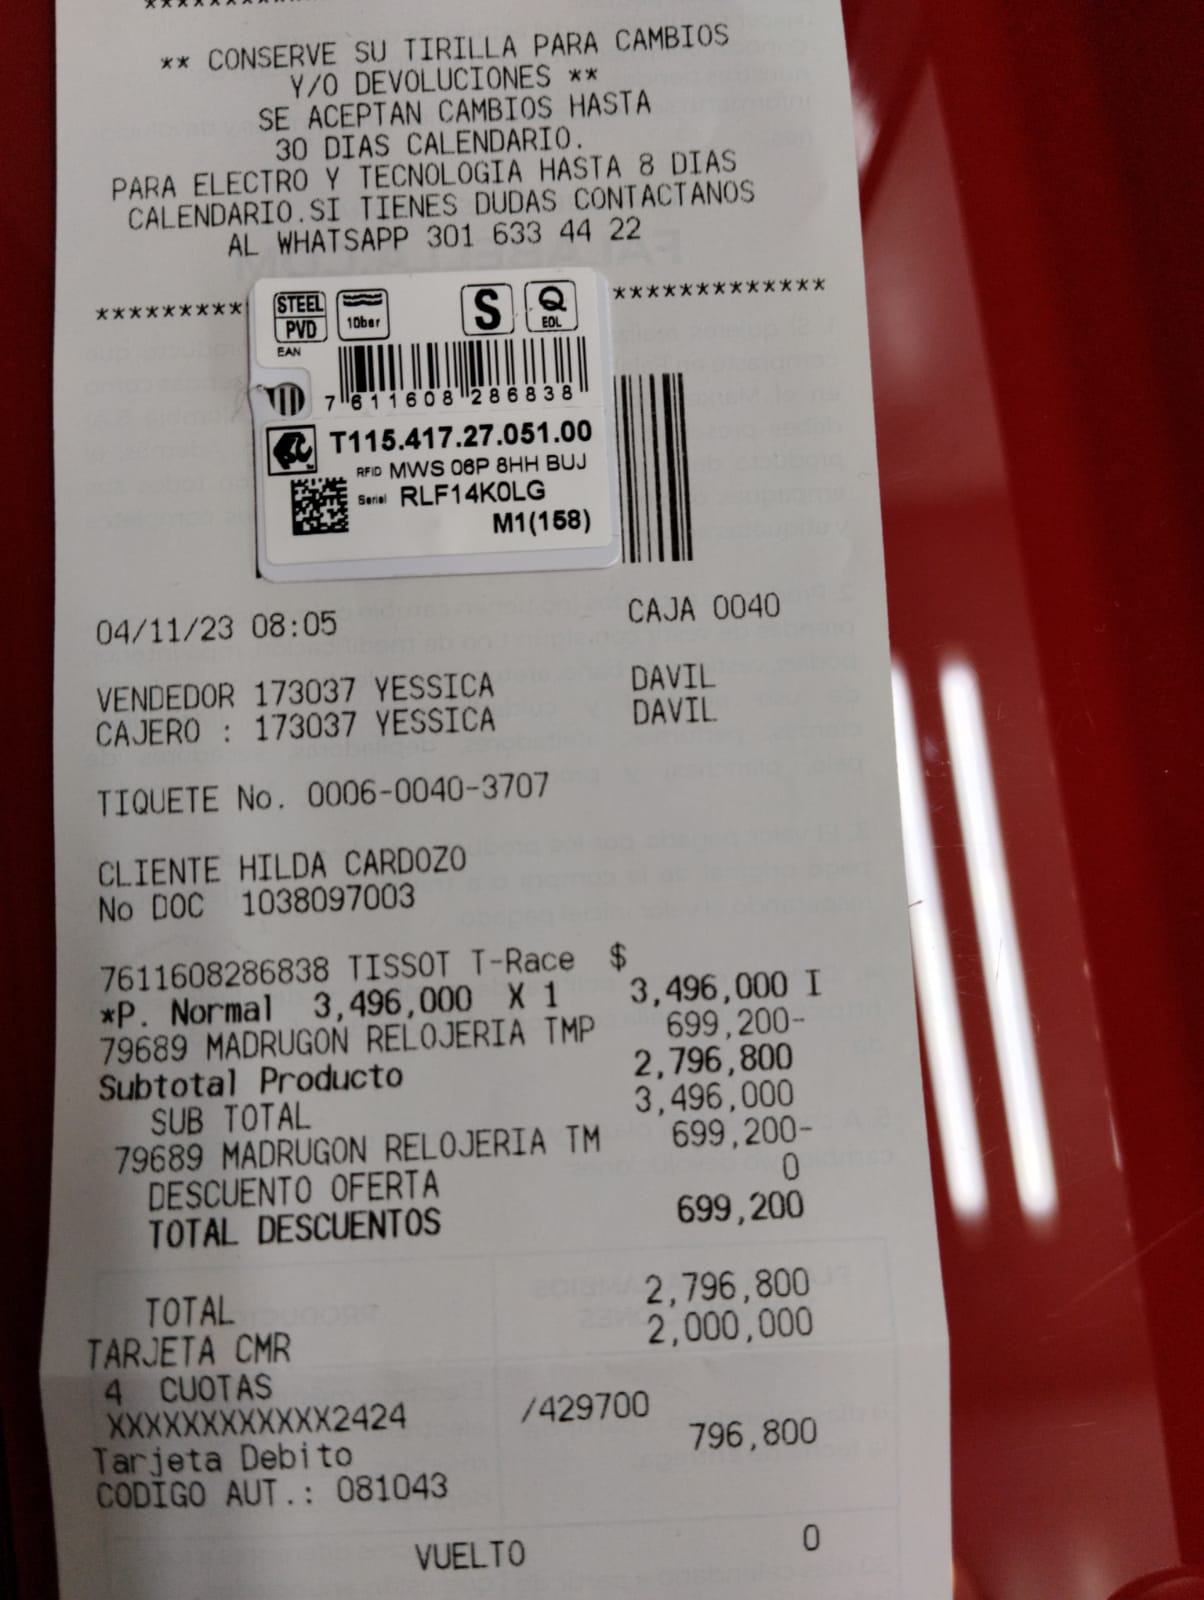 ** CONSERVE SU TIRILLA PARA CAMBIOS
Y/O DEVOLUCIONES **
SE ACEPTAN CAMBIOS HASTA
30 DIAS CALENDARIO.
PARA ELECTRO Y TECNOLOGIA HASTA 8 DIAS
CALENDARIO.SI TIENES DUDAS CONTACTANOS
AL WHATSAPP 301 633 44 22
STEEL PVD 10bar S Q EOL
EAN
7 611608 286838
T115.417.27.051.00
RFID MWS 06P 8HH BUJ
Serial RLF14K0LG
M1(158)
04/11/23 08:05 CAJA 0040
VENDEDOR 173037 YESSICA DAVIL
CAJERO : 173037 YESSICA DAVIL
TIQUETE No. 0006-0040-3707
CLIENTE HILDA CARDOZO
No DOC 1038097003
7611608286838 TISSOT T-Race $
*P. Normal 3,496,000 X 1 3,496,000 I
79689 MADRUGON RELOJERIA TMP 699,200-
Subtotal Producto 2,796,800
SUB TOTAL 3,496,000
79689 MADRUGON RELOJERIA TM 699,200-
DESCUENTO OFERTA 0
TOTAL DESCUENTOS 699,200
TOTAL 2,796,800
TARJETA CMR 2,000,000
4 CUOTAS
XXXXXXXXXXXX2424 /429700
Tarjeta Debito 796,800
CODIGO AUT.: 081043
VUELTO 0